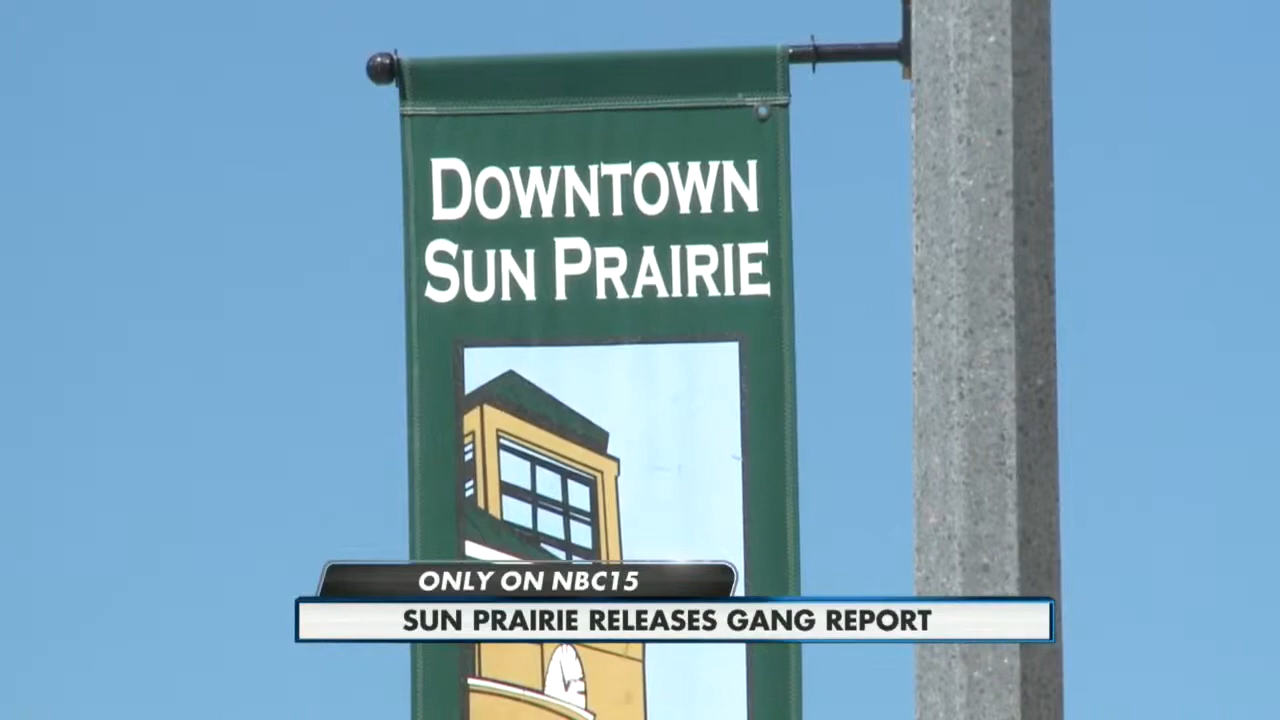 DOWNTOWN
SUN PRAIRIE
ONLY ON NBC15
SUN PRAIRIE RELEASES GANG REPORT